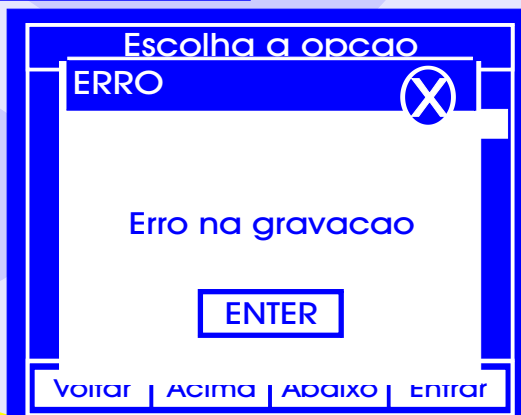 Escolha a opcao
ERRO X
Erro na gravacao
ENTER
Voltar Acima Abaixo Entrar